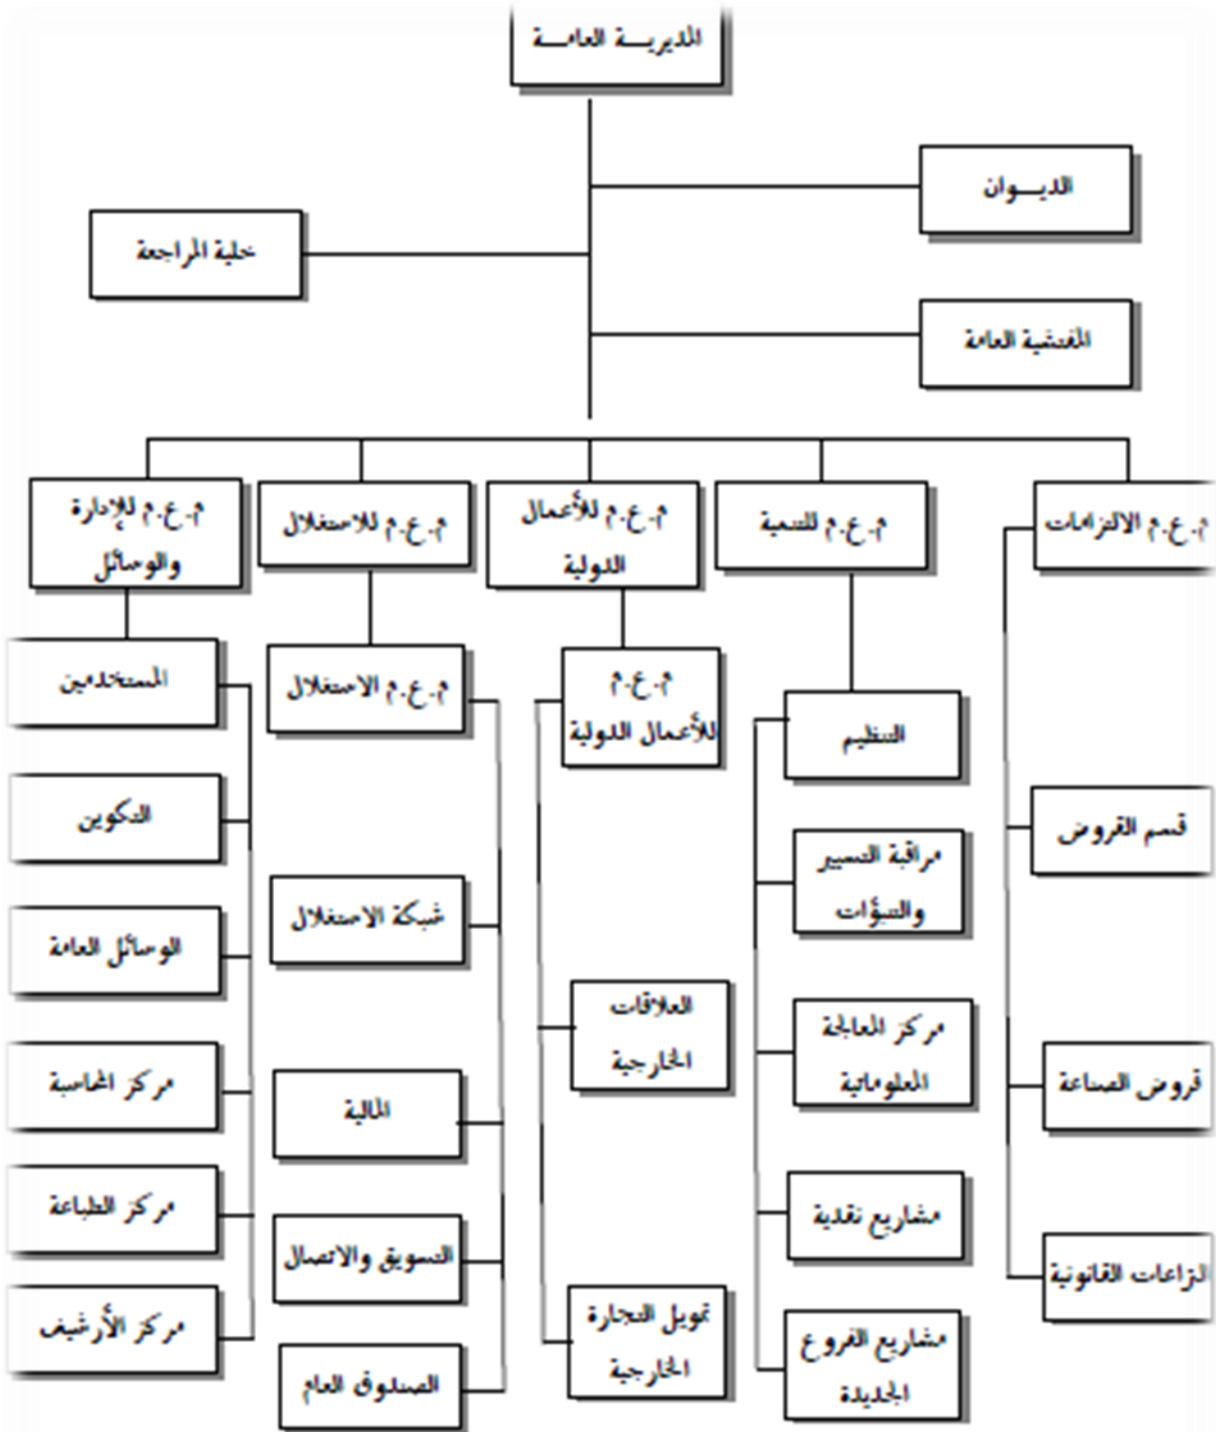 المديرية العامة
الديوان
خلية المراجعة
المفتشية العامة
م.ع.م الالتزامات
م.ع.م للتنمية
م.ع.م للأعمال
الدولية
م.ع.م للاستغلال
م.ع.م للإدارة
والوسائل
قسم القروض
قروض الصناعة
لنزاعات القانونية
التنظيم
مراقبة التسيير
والتنبؤات
مركز المعالجة
المعلوماتية
مشاريع نقدية
مشاريع الفروع
الجديدة
م.ع.م
للأعمال الدولية
العلاقات
الخارجية
تمويل التجارة
الخارجية
م.ع.م الاستغلال
شبكة الاستغلال
المالية
التسويق والاتصال
الصندوق العام
المستخدمين
التكوين
الوسائل العامة
مركز المحاسبة
مركز الطباعة
مركز الأرشيف